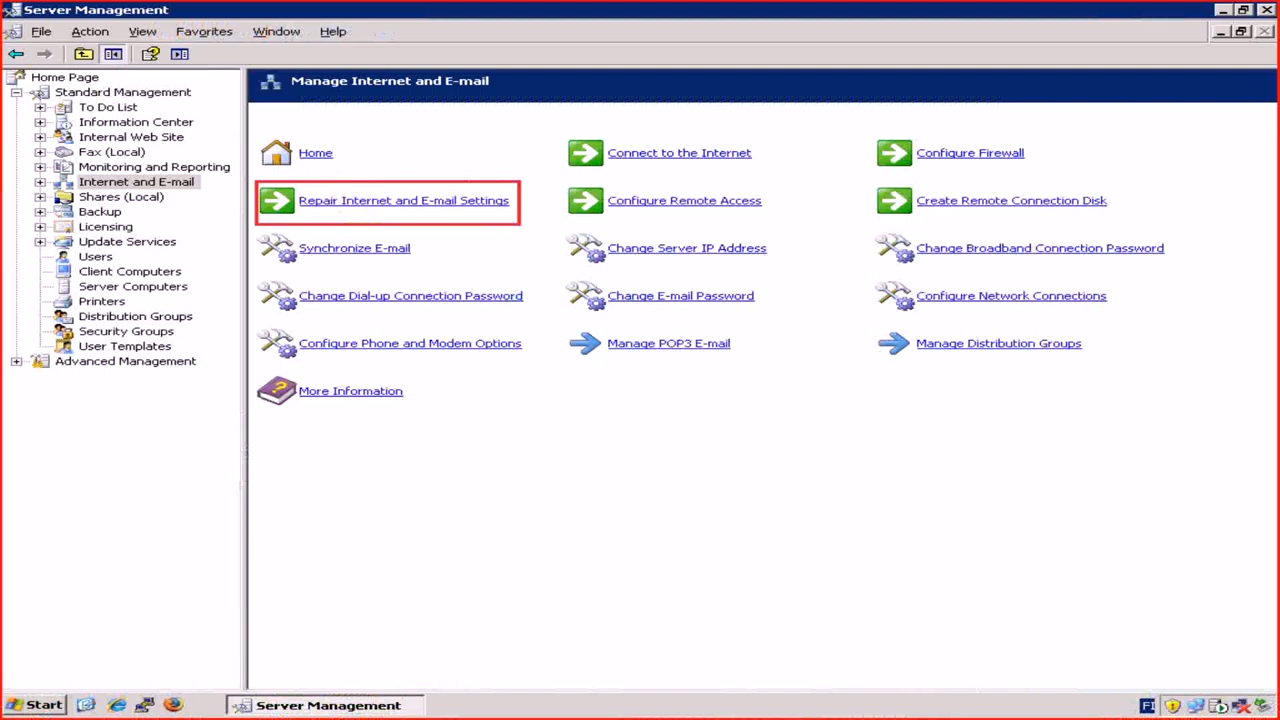 Server Management
File Action View Favorites Window Help
Home Page
Standard Management
To Do List
Information Center
Internal Web Site
Fax (Local)
Monitoring and Reporting
Internet and E-mail
Shares (Local)
Backup
Licensing
Update Services
Users
Client Computers
Server Computers
Printers
Distribution Groups
Security Groups
User Templates
Advanced Management
Manage Internet and E-mail
Home Connect to the Internet Configure Firewall
Repair Internet and E-mail Settings Configure Remote Access Create Remote Connection Disk
Synchronize E-mail Change Server IP Address Change Broadband Connection Password
Change Dial-up Connection Password Change E-mail Password Configure Network Connections
Configure Phone and Modem Options Manage POP3 E-mail Manage Distribution Groups
More Information
Start Server Management FI